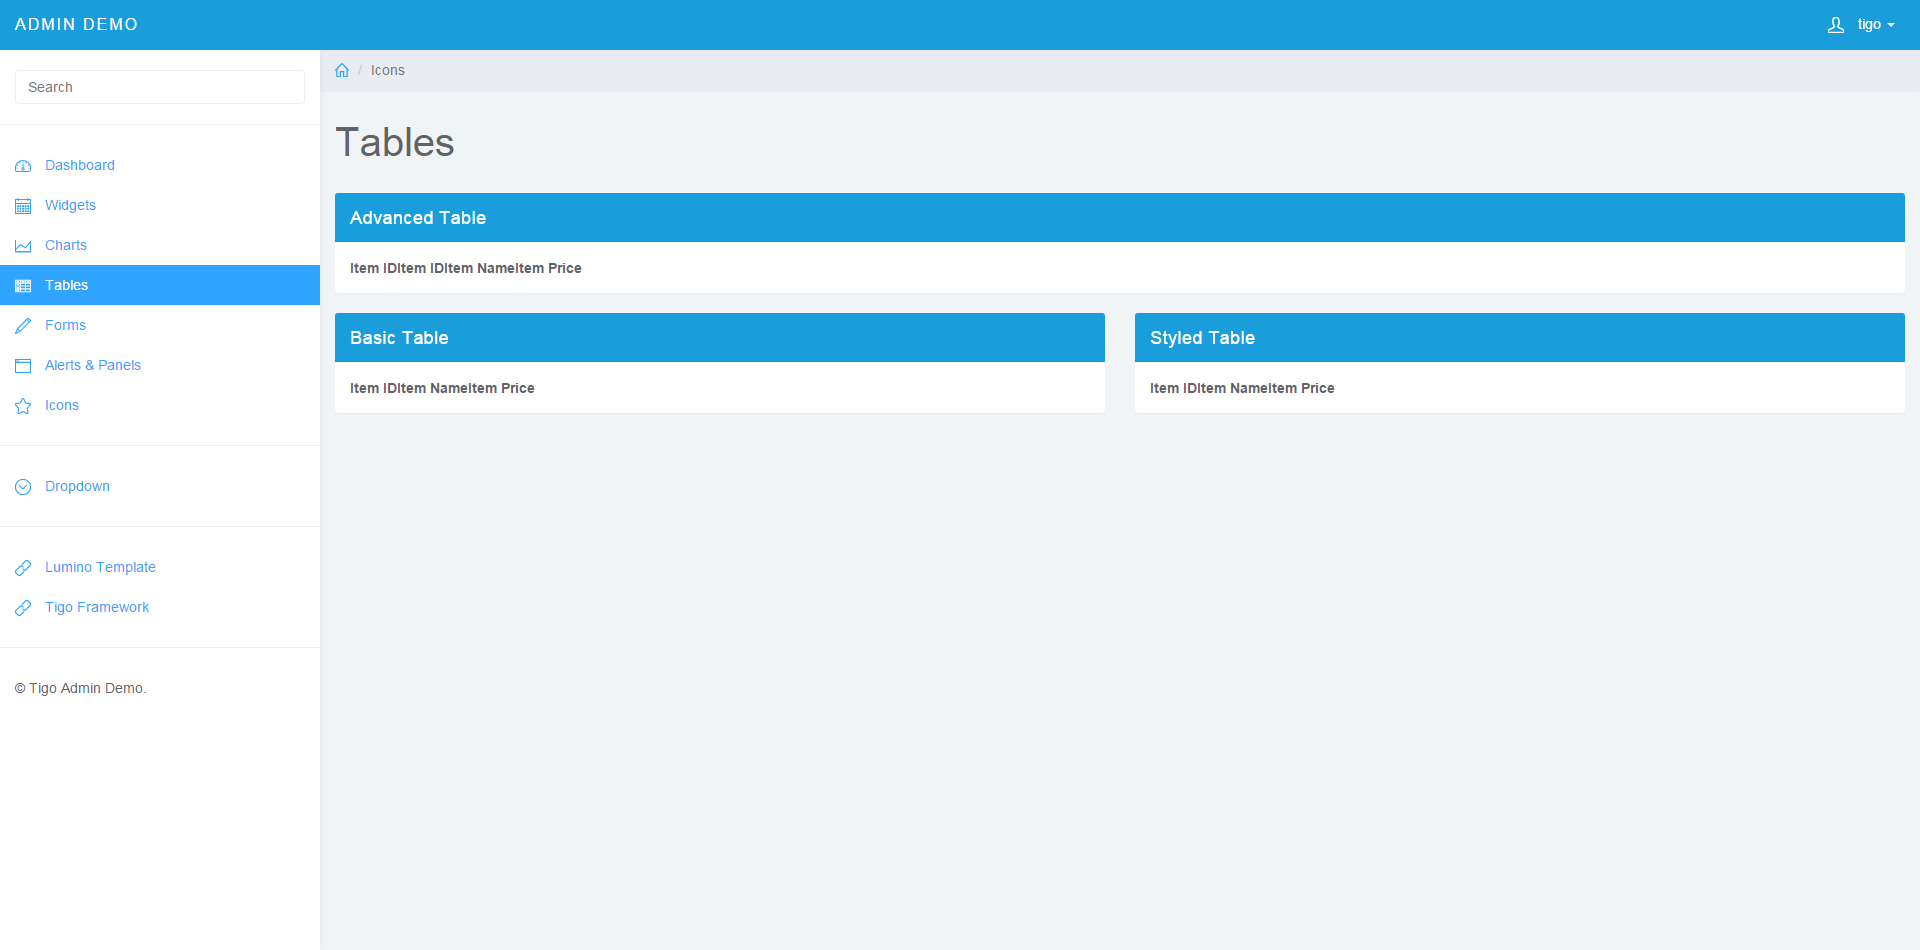 ADMIN DEMO
tigo
Search
Dashboard
Widgets
Charts
Tables
Forms
Alerts & Panels
Icons
Dropdown
Lumino Template
Tigo Framework
© Tigo Admin Demo.
/ Icons
Tables
Advanced Table
Item IDItem IDItem NameItem Price
Basic Table
Item IDItem NameItem Price
Styled Table
Item IDItem NameItem Price